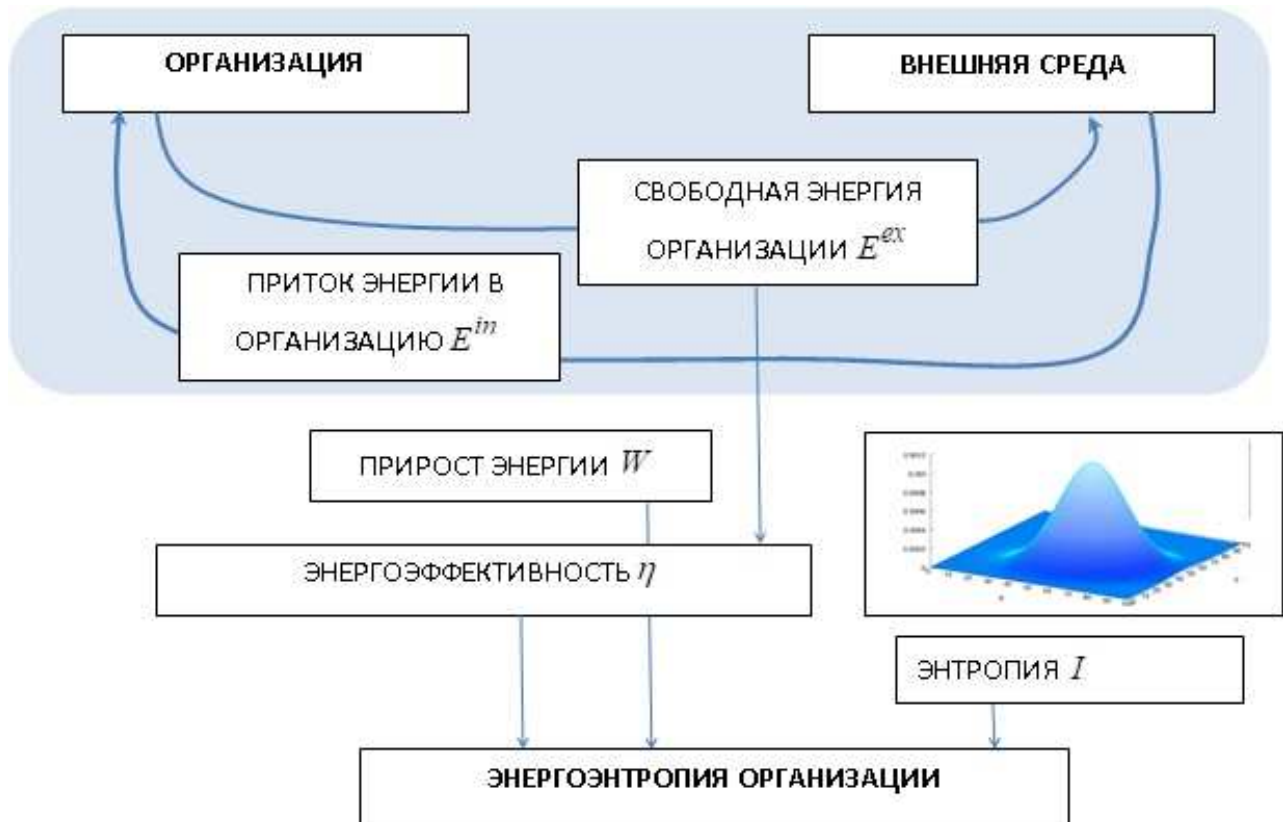 ОРГАНИЗАЦИЯ
ВНЕШНЯЯ СРЕДА
СВОБОДНАЯ ЭНЕРГИЯ
ОРГАНИЗАЦИИ E^{ex}
ПРИТОК ЭНЕРГИИ В
ОРГАНИЗАЦИЮ E^{in}
ПРИРОСТ ЭНЕРГИИ W
ЭНЕРГОЭФФЕКТИВНОСТЬ η
ЭНТРОПИЯ I
ЭНЕРГОЭНТРОПИЯ ОРГАНИЗАЦИИ